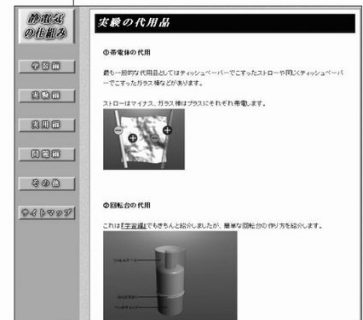 静電気
の仕組み
実験の代用品
学習編
実験編
実用編
研究編
その他
サイトマップ
①帯電体の代用
最も一般的な代用品としてはティッシュペーパーでこすったストローや同じくティッシュペーパ
ーでこすったガラス棒などがあります。
ストローはマイナス、ガラス棒はプラスにそれぞれ帯電します。
②回転台の代用
これは『学習編』でもきちんと紹介しましたが、簡単な回転台の作り方を紹介します。